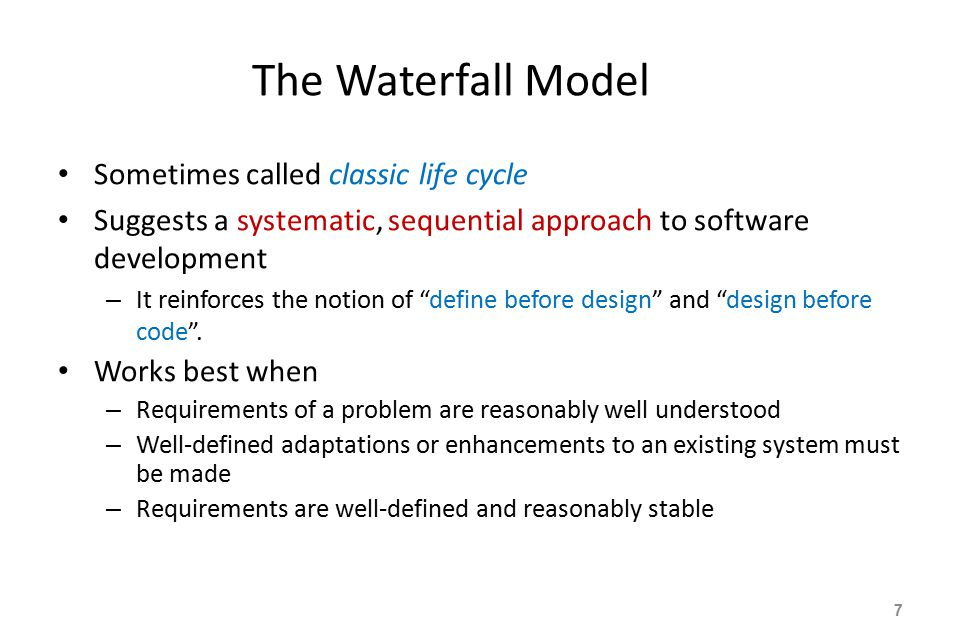 The Waterfall Model
• Sometimes called classic life cycle
• Suggests a systematic, sequential approach to software
development
– It reinforces the notion of “define before design” and “design before
code”.
• Works best when
– Requirements of a problem are reasonably well understood
– Well-defined adaptations or enhancements to an existing system must
be made
– Requirements are well-defined and reasonably stable
7